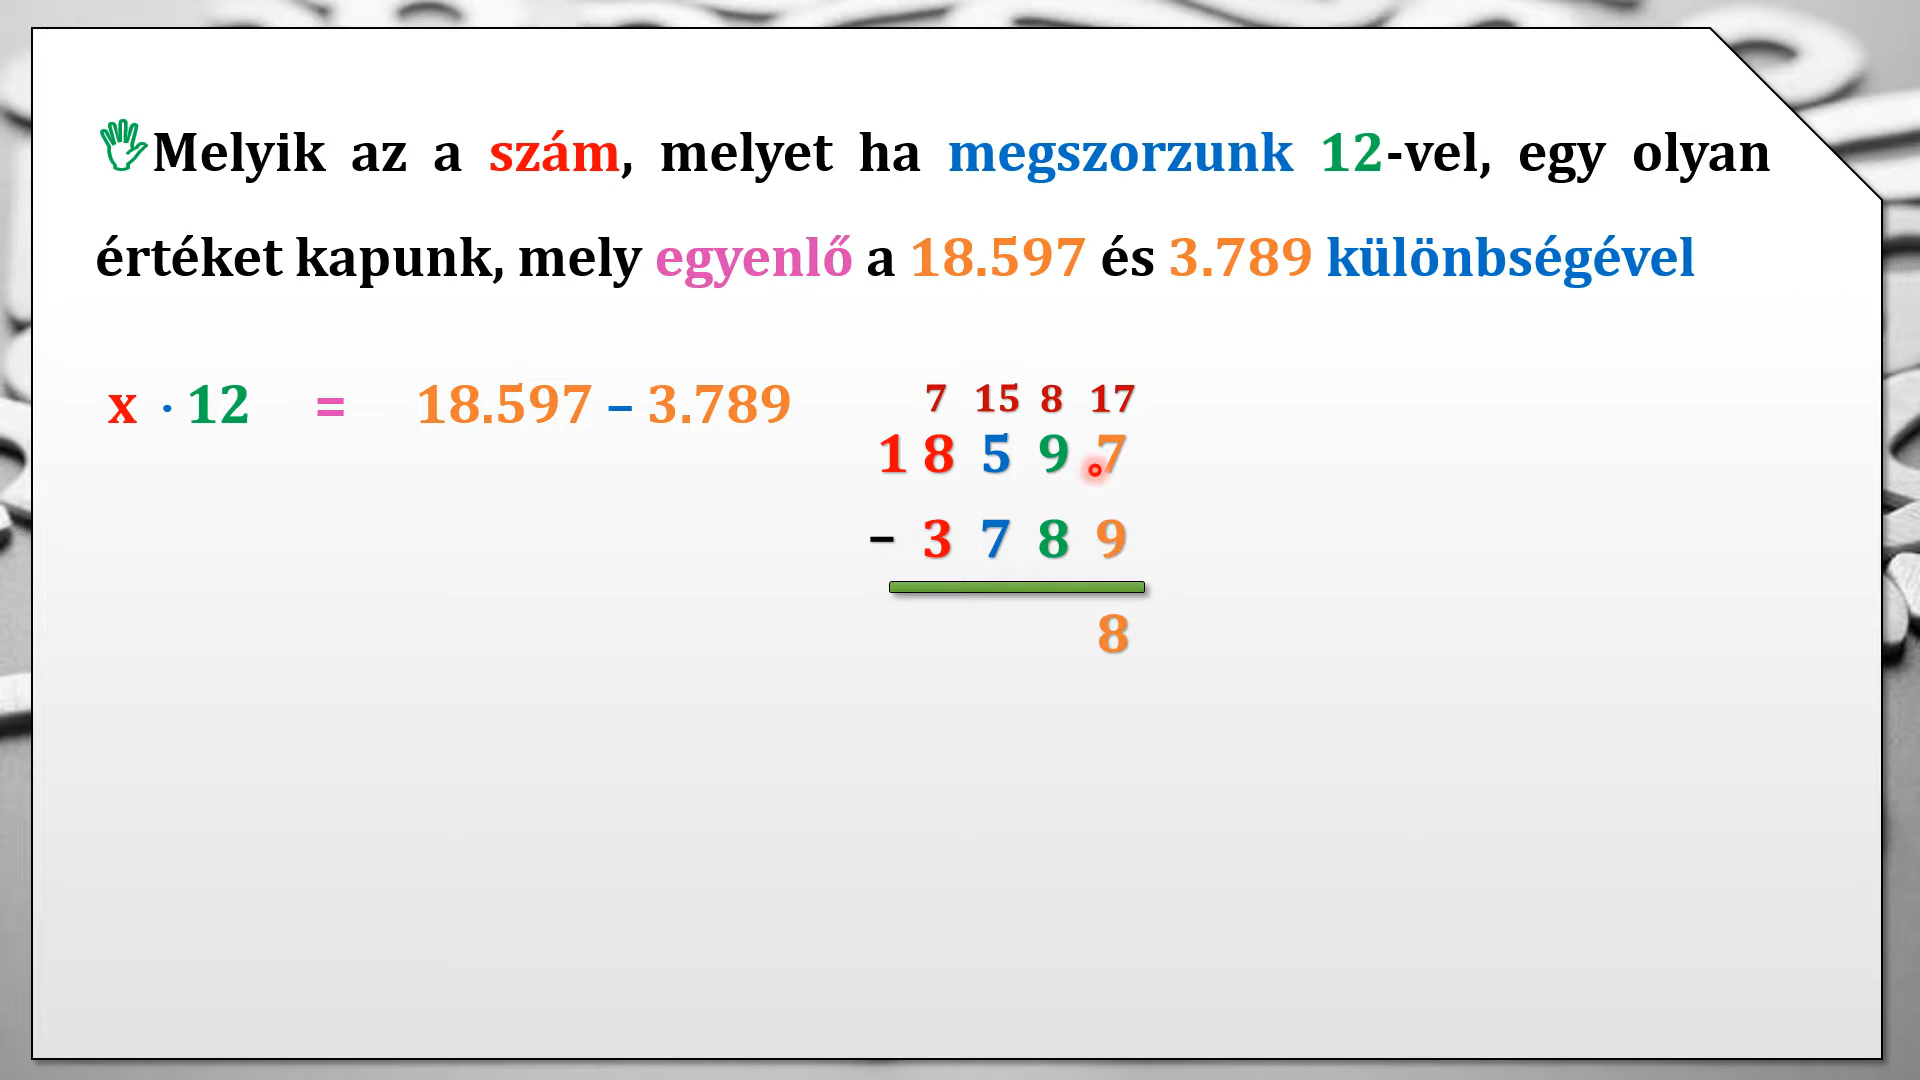 Melyik az a szám, melyet ha megszorzunk 12-vel, egy olyan
értéket kapunk, mely egyenlő a 18.597 és 3.789 különbségével
x · 12 = 18.597 – 3.789
7 15 8 17
1 8 5 9 7
– 3 7 8 9
8